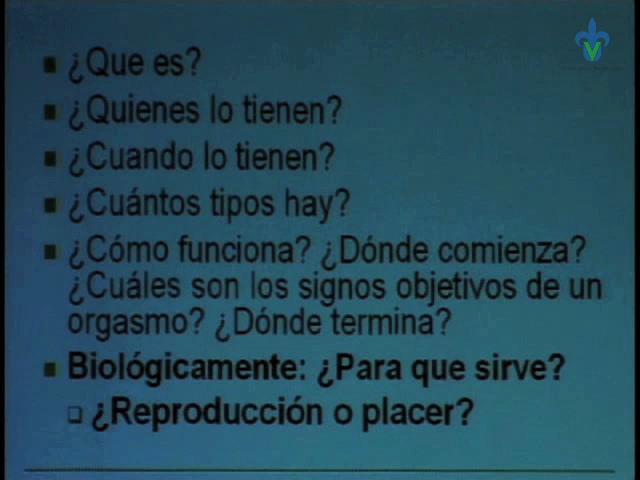 ¿Que es?
¿Quienes lo tienen?
¿Cuando lo tienen?
¿Cuántos tipos hay?
¿Cómo funciona? ¿Dónde comienza?
¿Cuáles son los signos objetivos de un
orgasmo? ¿Dónde termina?
Biológicamente: ¿Para que sirve?
¿Reproducción o placer?